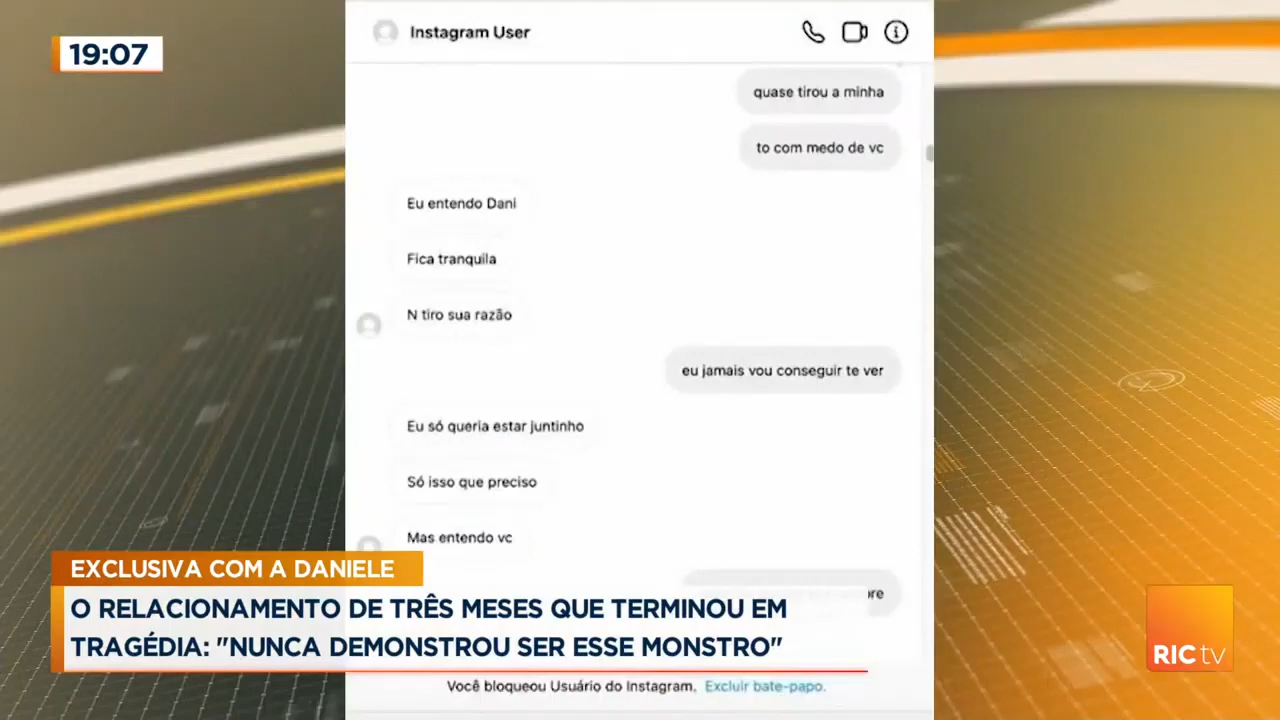 19:07
Instagram User
quase tirou a minha
to com medo de vc
Eu entendo Dani
Fica tranquila
N tiro sua razão
eu jamais vou conseguir te ver
Eu só queria estar juntinho
Só isso que preciso
Mas entendo vc
EXCLUSIVA COM A DANIELE
O RELACIONAMENTO DE TRÊS MESES QUE TERMINOU EM
TRAGÉDIA: "NUNCA DEMONSTROU SER ESSE MONSTRO"
RIC tv
Você bloqueou Usuário do Instagram. Excluir bate-papo.